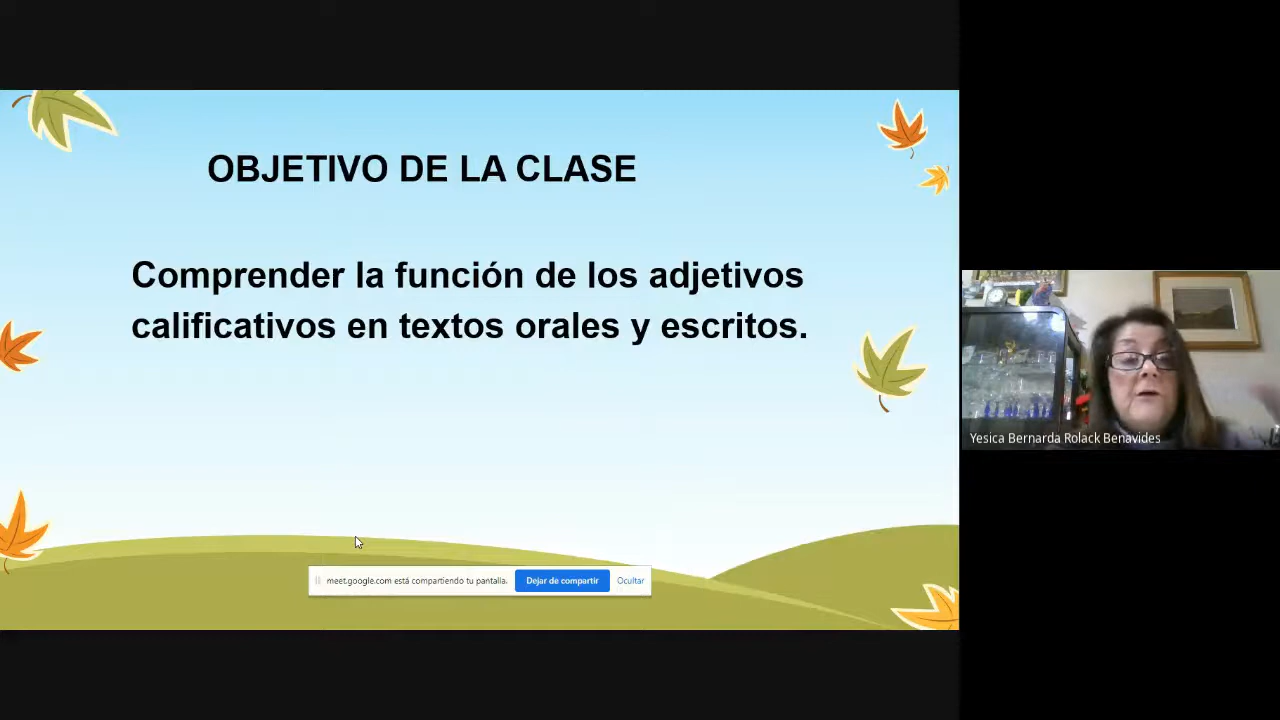 OBJETIVO DE LA CLASE
Comprender la función de los adjetivos
calificativos en textos orales y escritos.
Yesica Bernarda Rolack Benavides
meet.google.com está compartiendo tu pantalla. Dejar de compartir Ocultar